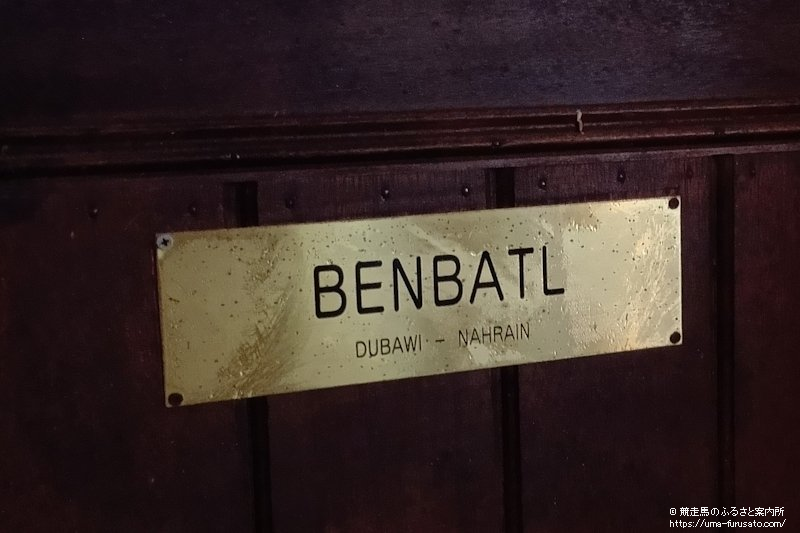 BENBATL
DUBAWI – NAHRAIN
© 競走馬のふるさと案内所
https://uma-furusato.com/